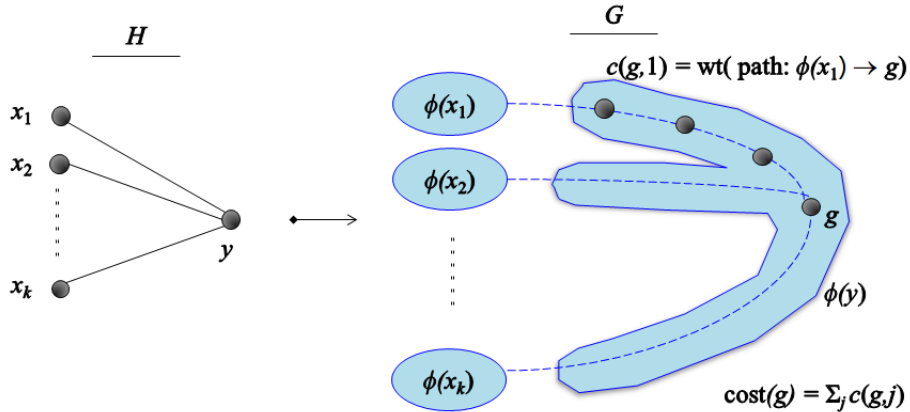 H
G
c(g,1) = wt( path: ϕ(x₁) → g)
x₁
ϕ(x₁)
x₂
ϕ(x₂)
y
g
xₖ
ϕ(y)
ϕ(xₖ)
cost(g) = Σⱼ c(g,j)